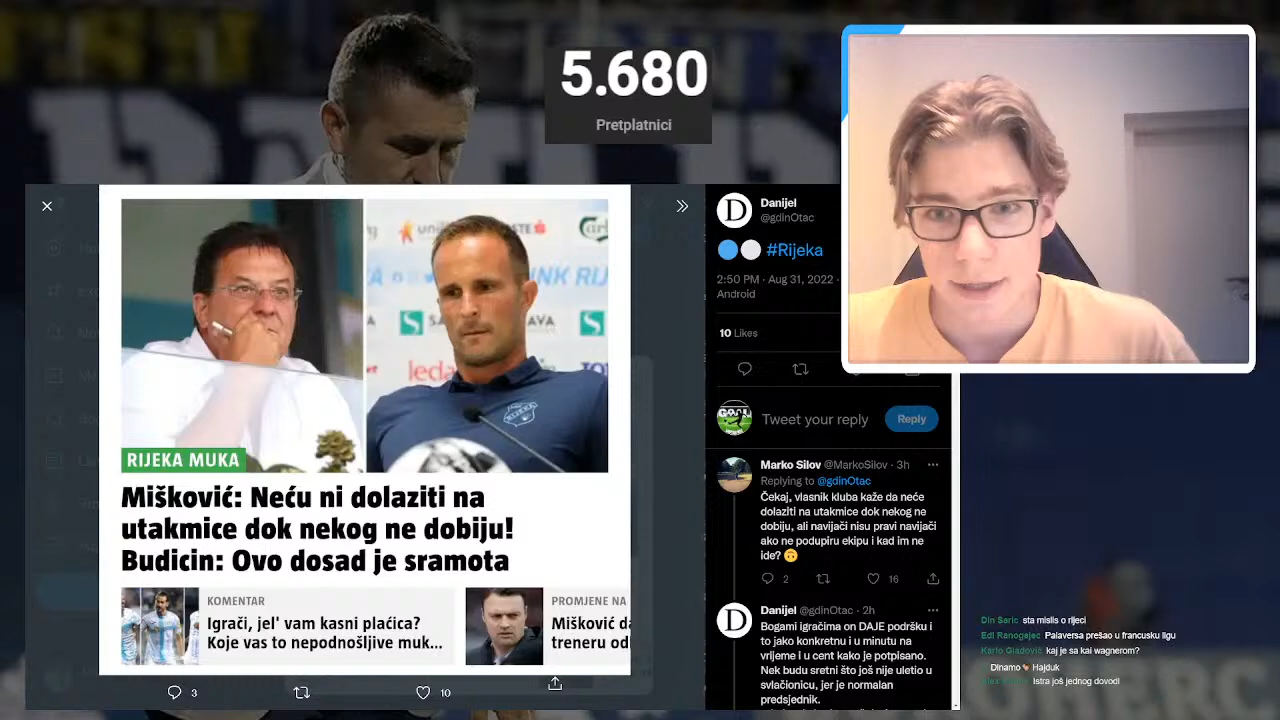 5.680
Pretplatnici
RIJEKA MUKA
Mišković: Neću ni dolaziti na
utakmice dok nekog ne dobiju!
Budicin: Ovo dosad je sramota
KOMENTAR
Igrači, jel' vam kasni plaćica?
Koje vas to nepodnošljive muk...
PROMJENE NA
Mišković da
treneru od
3
10
Danijel
@gdinOtac
#Rijeka
2:50 PM · Aug 31, 2022 ·
Android
10 Likes
Tweet your reply
Reply
Marko Silov @MarkoSilov · 3h
Replying to @gdinOtac
Čekaj, vlasnik kluba kaže da neće
dolaziti na utakmice dok nekog ne
dobiju, ali navijači nisu pravi navijači
ako ne podupiru ekipu i kad im ne
ide? 🙃
2
16
Danijel @gdinOtac · 2h
Bogami igračima on DAJE podršku i
to jako konkretnu i u minutu na
vrijeme i u cent kako je potpisano.
Nek budu sretni što još nije uletio u
svlačionicu, jer je normalan
predsjednik.
Din Saric sta mislis o rijeci
Edi Ranogajec Palaversa prešao u francusku ligu
Karlo Gladović kaj je sa kai wagnerom?
Dinamo Hajduk
Istra još jednog dovodi